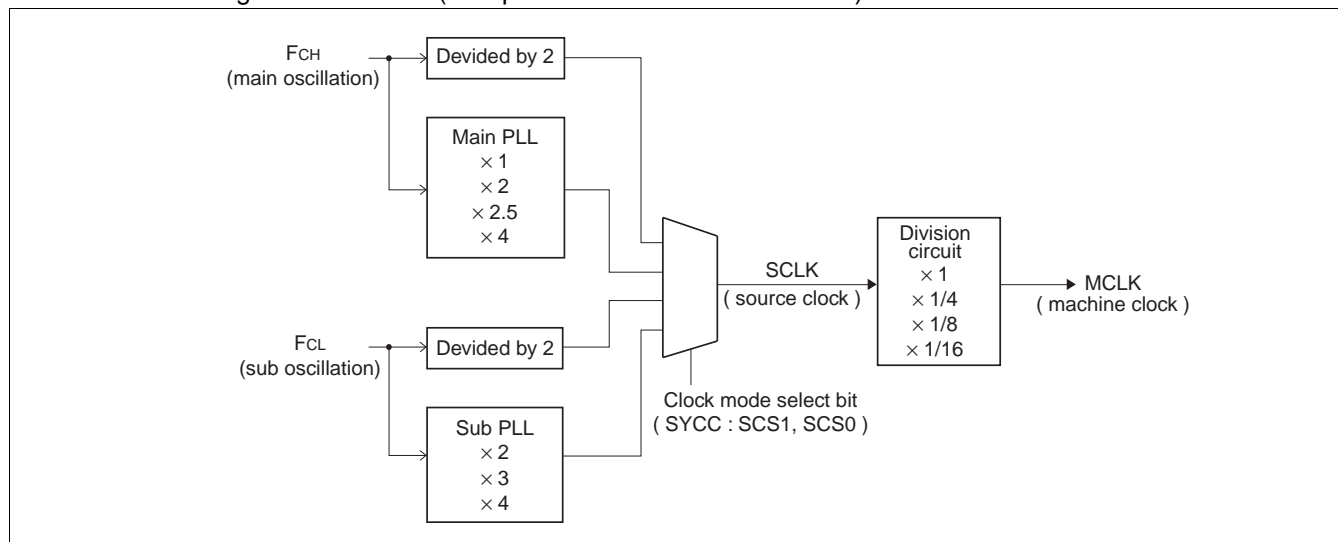 FCH
(main oscillation)
Devided by 2
Main PLL
× 1
× 2
× 2.5
× 4
FCL
(sub oscillation)
Devided by 2
Sub PLL
× 2
× 3
× 4
SCLK
( source clock )
Clock mode select bit
( SYCC : SCS1, SCS0 )
Division
circuit
× 1
× 1/4
× 1/8
× 1/16
MCLK
( machine clock )